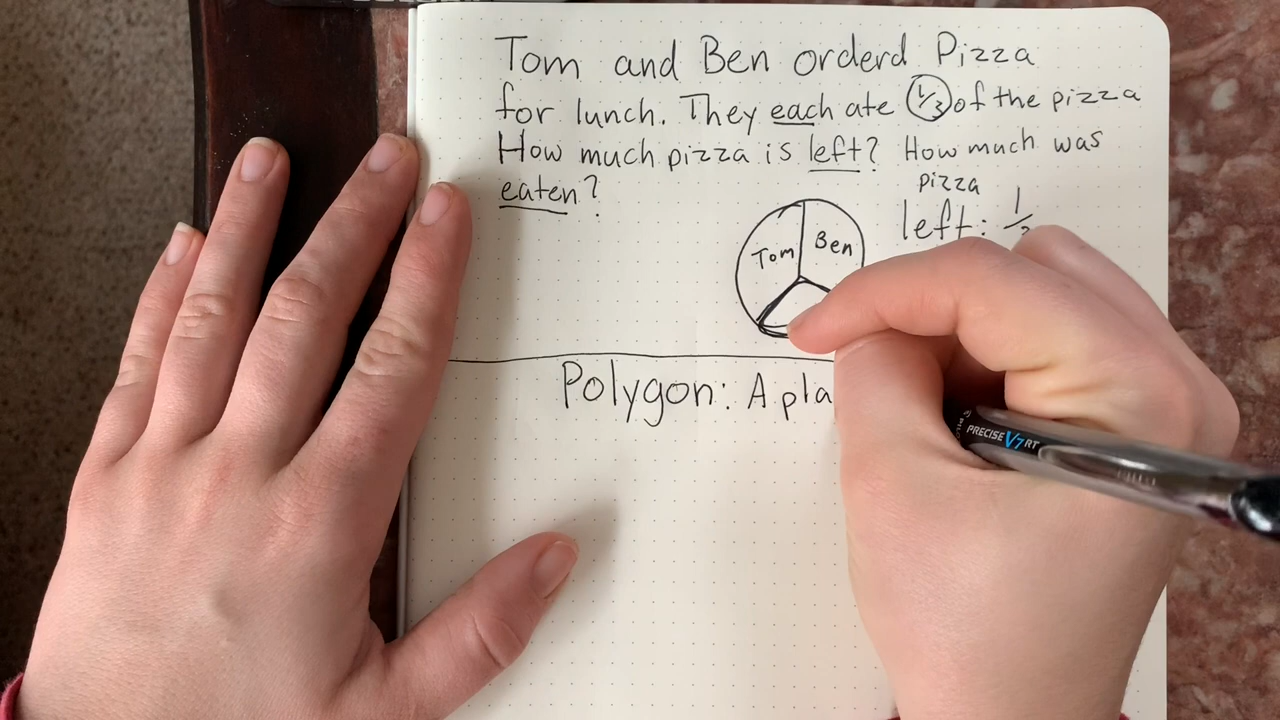 Tom and Ben orderd Pizza
for lunch. They each ate 1/3 of the pizza
How much pizza is left? How much was
eaten?
pizza
left: 1/
Tom Ben
Polygon: A pla
PRECISE V7 RT